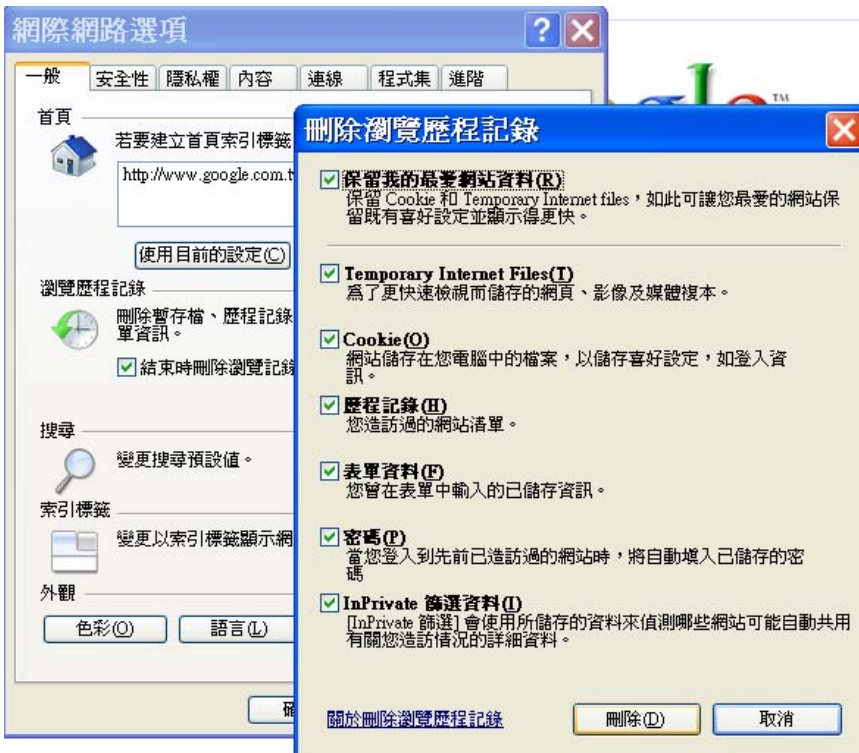 網際網路選項
一般 安全性 隱私權 內容 連線 程式集 進階
首頁
若要建立首頁索引標籤
http://www.google.com.t
使用目前的設定(C)
瀏覽歷程記錄
刪除暫存檔、歷程記錄
單資訊。
結束時刪除瀏覽記錄
搜尋
變更搜尋預設值。
索引標籤
變更以索引標籤顯示網
外觀
色彩(O) 語言(L)
TM
刪除瀏覽歷程記錄
保留我的最愛網站資料(R)
保留 Cookie 和 Temporary Internet files,如此可讓您最愛的網站保
留既有喜好設定並顯示得更快。
Temporary Internet Files(T)
為了更快速檢視而儲存的網頁、影像及媒體複本。
Cookie(O)
網站儲存在您電腦中的檔案,以儲存喜好設定,如登入資
訊。
歷程記錄(H)
您造訪過的網站清單。
表單資料(F)
您曾在表單中輸入的已儲存資訊。
密碼(P)
當您登入到先前已造訪過的網站時,將自動填入已儲存的密
碼
InPrivate 篩選資料(I)
[InPrivate 篩選] 會使用所儲存的資料來偵測哪些網站可能自動共用
有關您造訪情況的詳細資料。
關於刪除瀏覽歷程記錄 刪除(D) 取消